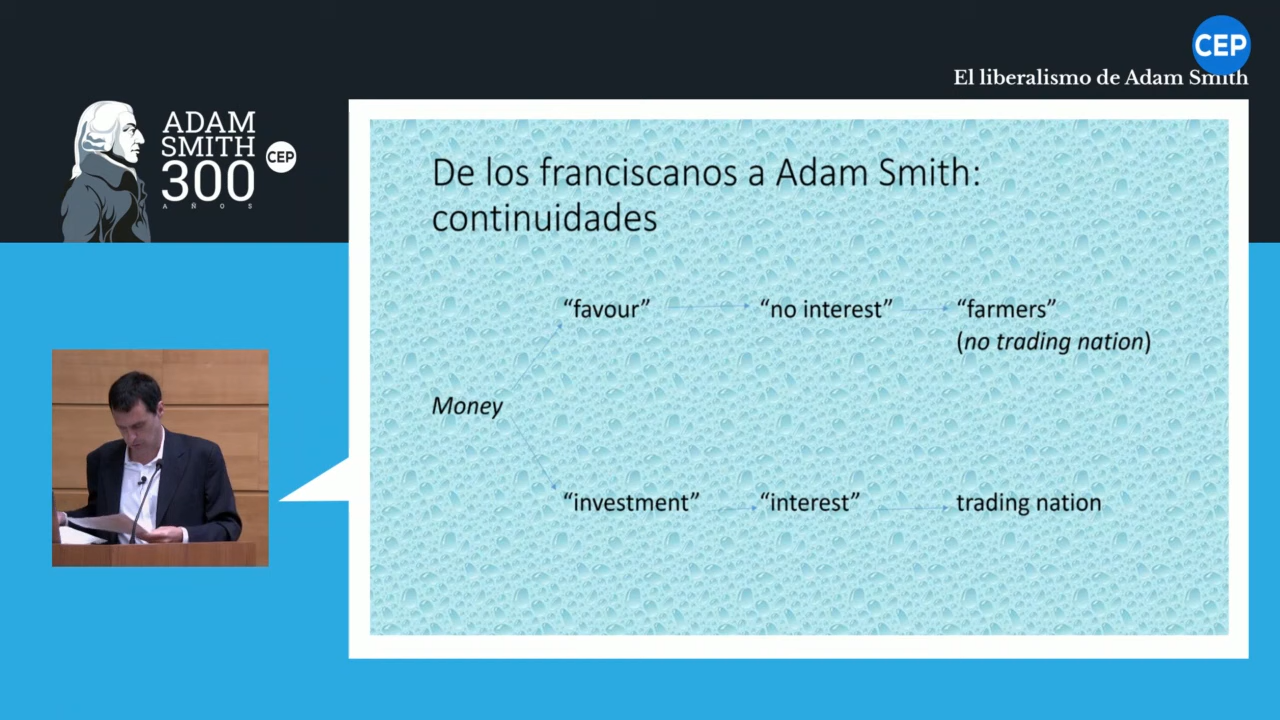 CEP
El liberalismo de Adam Smith
ADAM
SMITH
300
AÑOS
CEP
De los franciscanos a Adam Smith:
continuidades
“favour” “no interest” “farmers”
(no trading nation)
Money
“investment” “interest” trading nation